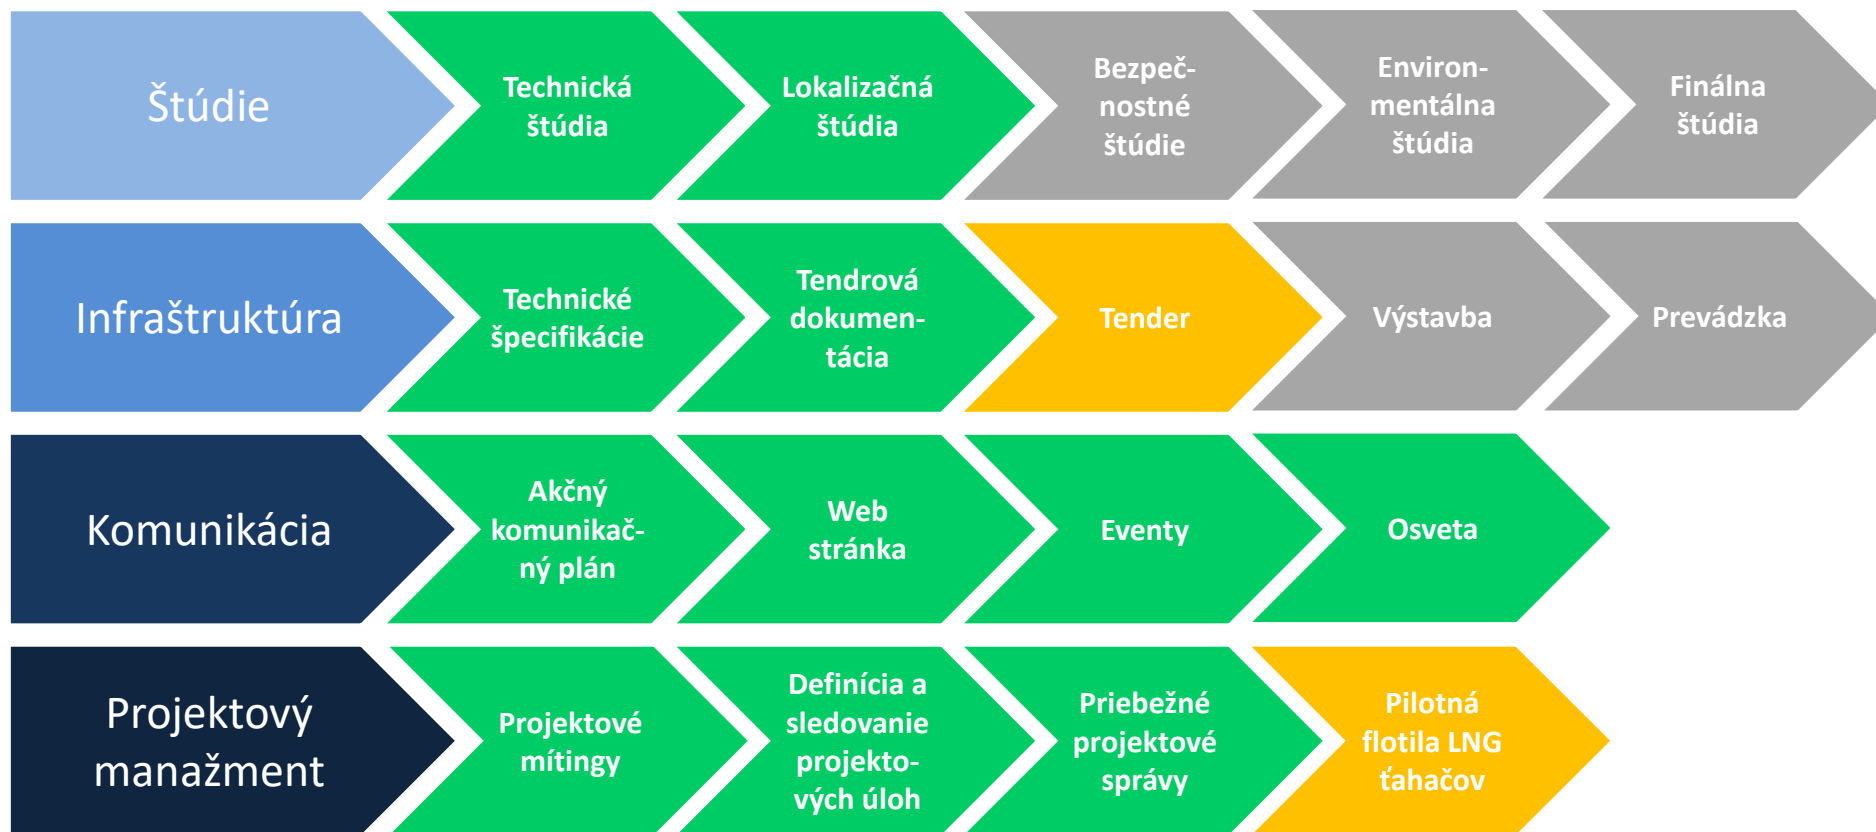 Štúdie
Technická
štúdia
Lokalizačná
štúdia
Bezpeč-
nostné
štúdie
Environ-
mentálna
štúdia
Finálna
štúdia
Infraštruktúra
Technické
špecifikácie
Tendrová
dokumen-
tácia
Tender
Výstavba
Prevádzka
Komunikácia
Akčný
komunikač-
ný plán
Web
stránka
Eventy
Osveta
Projektový
manažment
Projektové
mítingy
Definícia a
sledovanie
projekto-
vých úloh
Priebežné
projektové
správy
Pilotná
flotila LNG
ťahačov